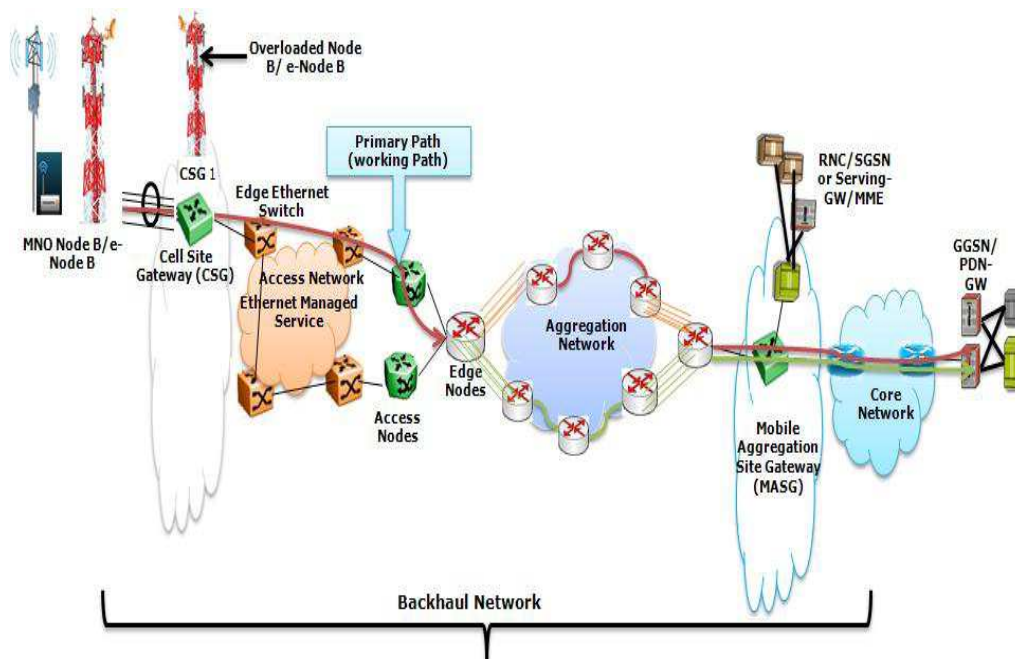 Overloaded Node
B/ e-Node B
Primary Path
(working Path)
RNC/SGSN
or Serving-
GW/MME
CSG 1
Edge Ethernet
Switch
MNO Node B/e-
Node B
Cell Site
Gateway (CSG)
Access Network
Ethernet Managed
Service
GGSN/
PDN-
GW
Aggregation
Network
Edge
Nodes
Access
Nodes
Core
Network
Mobile
Aggregation
Site Gateway
(MASG)
Backhaul Network